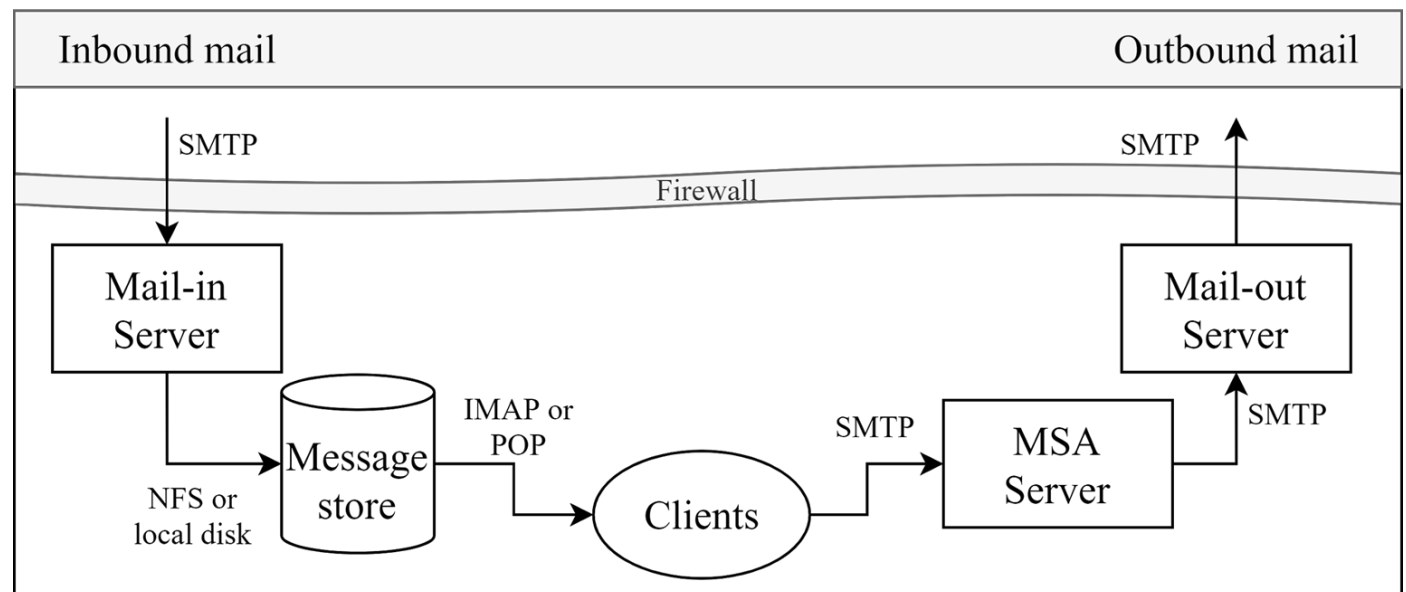 Inbound mail
Outbound mail
SMTP
SMTP
Firewall
Mail-in
Server
Mail-out
Server
IMAP or
POP
SMTP
SMTP
Message
store
MSA
Server
NFS or
local disk
Clients